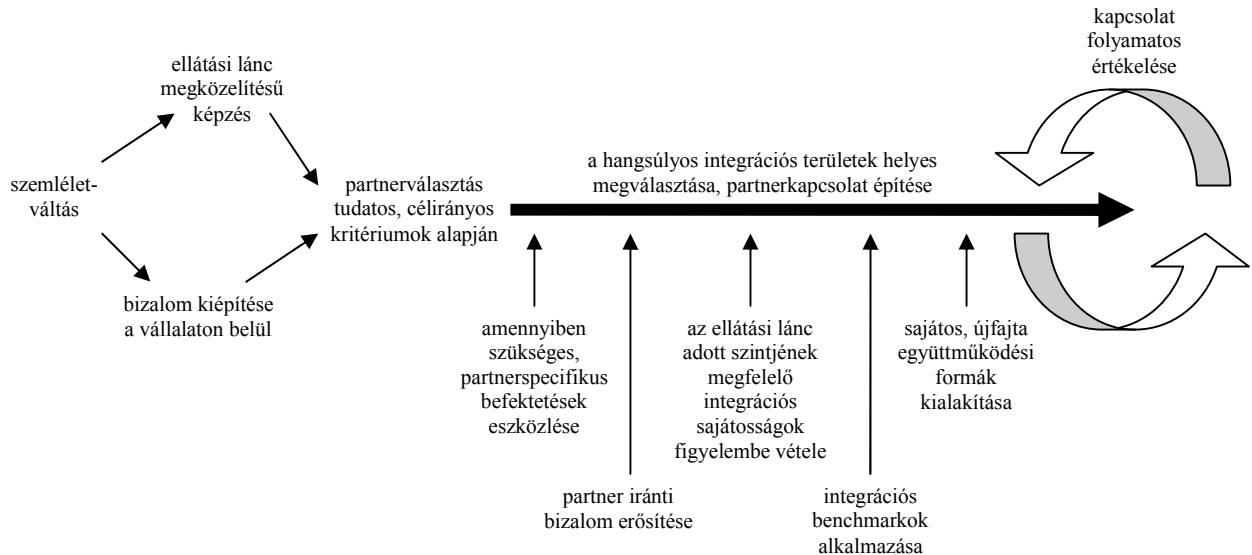 szemlélet-
váltás
ellátási lánc
megközelítésű
képzés
bizalom kiépítése
a vállalaton belül
partnerválasztás
tudatos, célirányos
kritériumok alapján
a hangsúlyos integrációs területek helyes
megválasztása, partnerkapcsolat építése
kapcsolat
folyamatos
értékelése
amennyiben
szükséges,
partnerspecifikus
befektetések
eszközlése
partner iránti
bizalom erősítése
az ellátási lánc
adott szintjének
megfelelő
integrációs
sajátosságok
figyelembe vétele
integrációs
benchmarkok
alkalmazása
sajátos, újfajta
együttműködési
formák
kialakítása